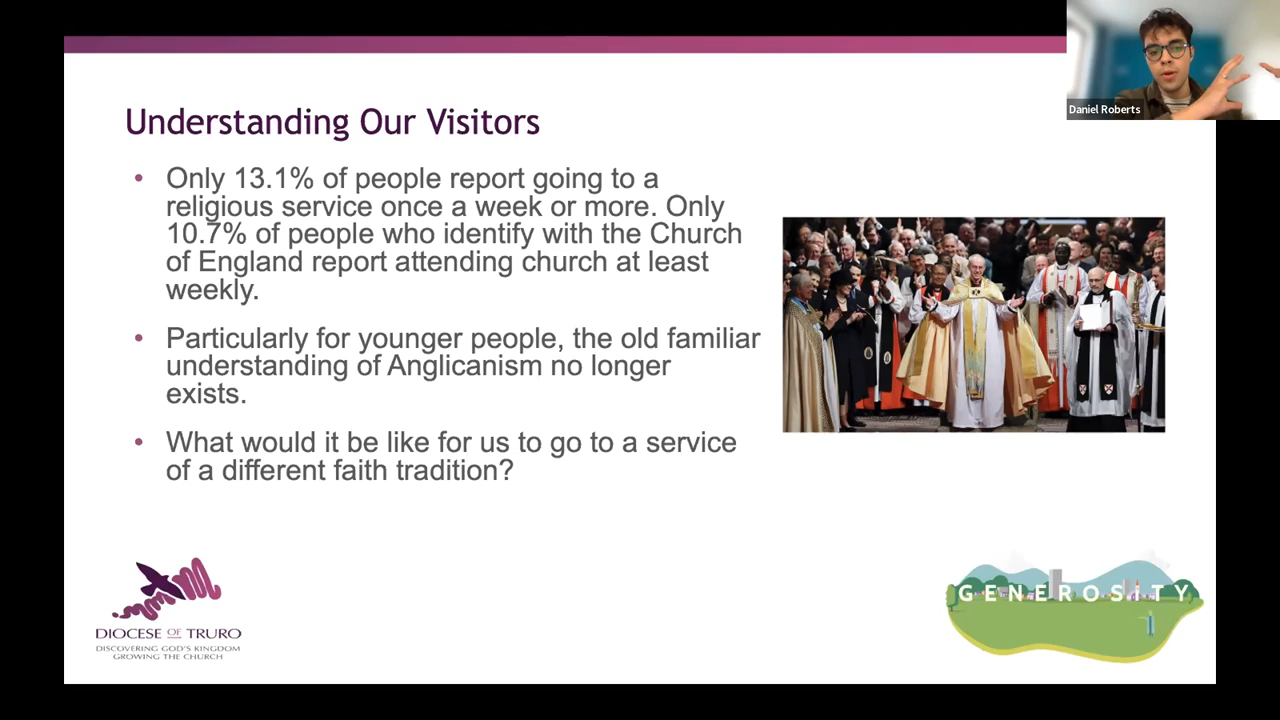 Daniel Roberts
Understanding Our Visitors
• Only 13.1% of people report going to a
religious service once a week or more. Only
10.7% of people who identify with the Church
of England report attending church at least
weekly.
• Particularly for younger people, the old familiar
understanding of Anglicanism no longer
exists.
• What would it be like for us to go to a service
of a different faith tradition?
DIOCESE OF TRURO
DISCOVERING GOD'S KINGDOM
GROWING THE CHURCH
GENEROSITY